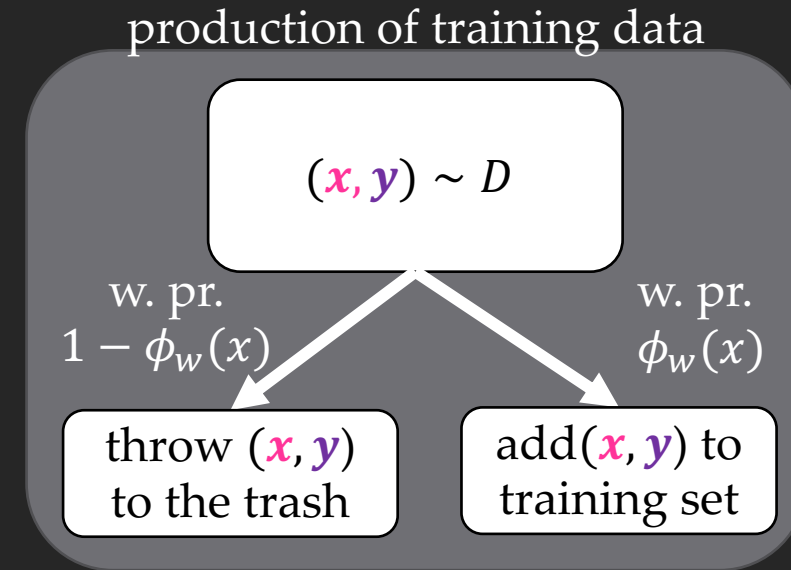 production of training data
(x, y) ~ D
w. pr.
1 − ϕ_w(x)
w. pr.
ϕ_w(x)
throw (x, y)
to the trash
add(x, y) to
training set